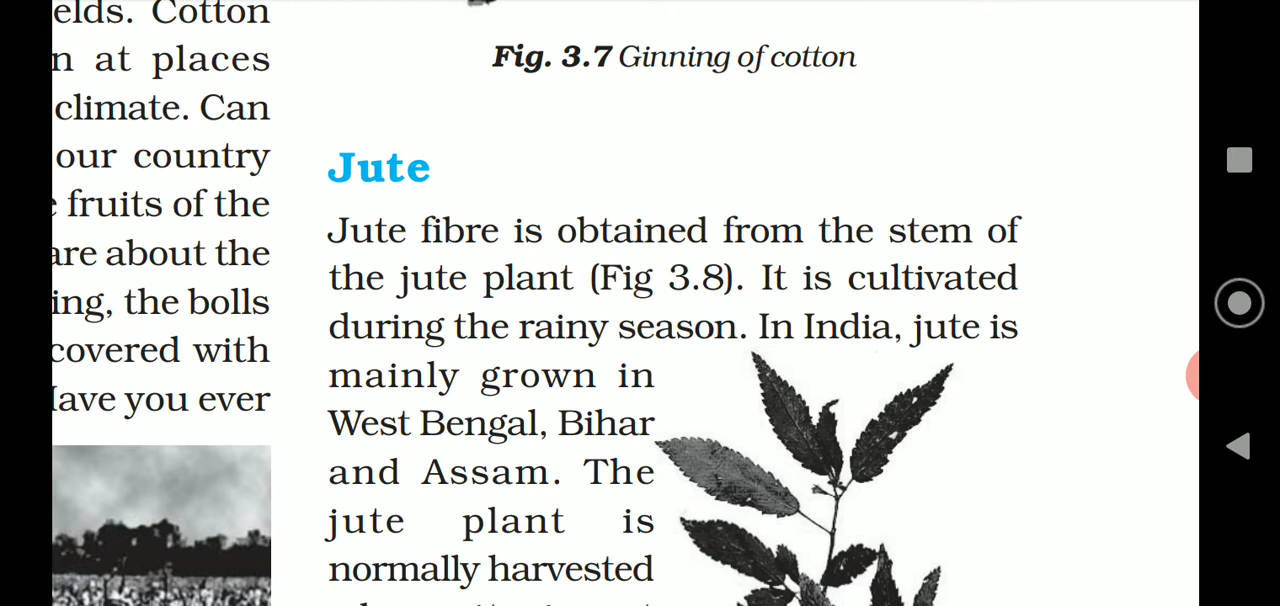 elds. Cotton
n at places
climate. Can
our country
fruits of the
are about the
ing, the bolls
covered with
Have you ever
Fig. 3.7 Ginning of cotton
Jute
Jute fibre is obtained from the stem of
the jute plant (Fig 3.8). It is cultivated
during the rainy season. In India, jute is
mainly grown in
West Bengal, Bihar
and Assam. The
jute plant is
normally harvested